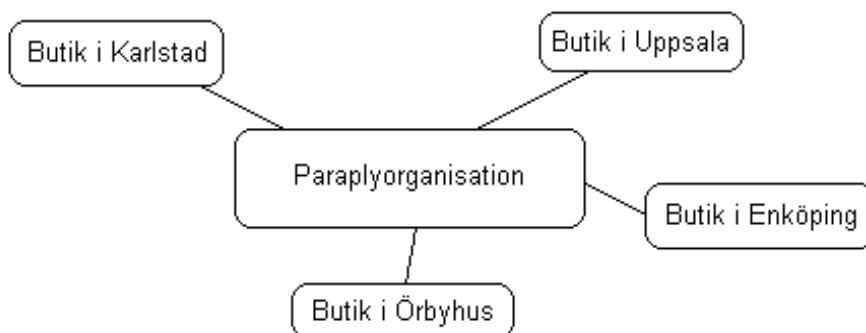 Butik i Karlstad
Butik i Uppsala
Paraplyorganisation
Butik i Enköping
Butik i Örbyhus